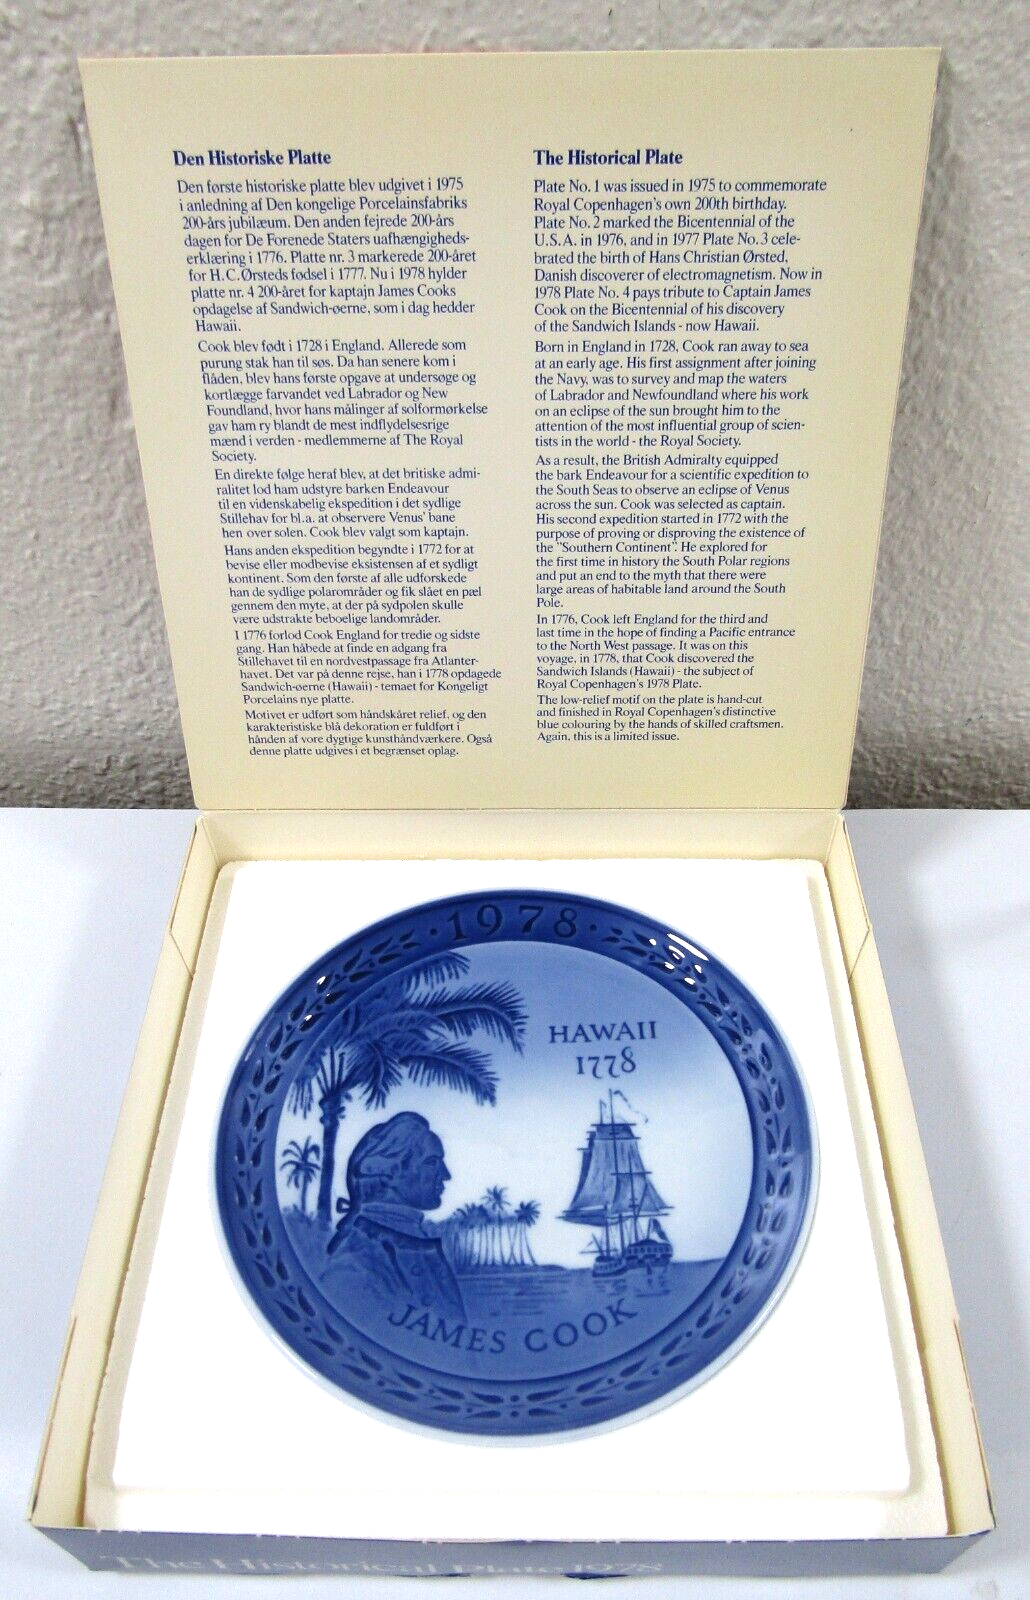 Den Historiske Platte
Den første historiske platte blev udgivet i 1975
i anledning af Den kongelige Porcelainsfabriks
200-års jubilæum. Den anden fejrede 200-års
dagen for De Forenede Staters uafhængigheds-
erklæring i 1776. Platte nr. 3 markerede 200-året
for H.C. Ørsteds fødsel i 1777. Nu i 1978 hylder
platte nr. 4 200-året for kaptajn James Cooks
opdagelse af Sandwich-øerne, som i dag hedder
Hawaii.
Cook blev født i 1728 i England. Allerede som
purung stak han til søs. Da han senere kom i
flåden, blev hans første opgave at undersøge og
kortlægge farvandet ved Labrador og New
Foundland, hvor hans målinger af solformørkelse
gav ham ry blandt de mest indflydelsesrige
mænd i verden - medlemmerne af The Royal
Society.
En direkte følge heraf blev, at det britiske admi-
ralitet lod ham udstyre barken Endeavour
til en videnskabelig ekspedition i det sydlige
Stillehav for bl.a. at observere Venus' bane
hen over solen. Cook blev valgt som kaptajn.
Hans anden ekspedition begyndte i 1772 for at
bevise eller modbevise eksistensen af et sydligt
kontinent. Som den første af alle udforskede
han de sydlige polarområder og fik slået en pæl
gennem den myte, at der på sydpolen skulle
være udstrakte beboelige landområder.
I 1776 forlod Cook England for tredie og sidste
gang. Han håbede at finde en adgang fra
Stillehavet til en nordvestpassage fra Atlanter-
havet. Det var på denne rejse, han i 1778 opdagede
Sandwich-øerne (Hawaii) - temaet for Kongeligt
Porcelains nye platte.
Motivet er udført som håndskåret relief, og den
karakteristiske blå dekoration er fuldført i
hånden af vore dygtige kunsthåndværkere. Også
denne platte udgives i et begrænset oplag.
The Historical Plate
Plate No. 1 was issued in 1975 to commemorate
Royal Copenhagen's own 200th birthday.
Plate No. 2 marked the Bicentennial of the
U.S.A. in 1976, and in 1977 Plate No. 3 cele-
brated the birth of Hans Christian Ørsted,
Danish discoverer of electromagnetism. Now in
1978 Plate No. 4 pays tribute to Captain James
Cook on the Bicentennial of his discovery
of the Sandwich Islands - now Hawaii.
Born in England in 1728, Cook ran away to sea
at an early age. His first assignment after joining
the Navy, was to survey and map the waters
of Labrador and Newfoundland where his work
on an eclipse of the sun brought him to the
attention of the most influential group of scien-
tists in the world - the Royal Society.
As a result, the British Admiralty equipped
the bark Endeavour for a scientific expedition to
the South Seas to observe an eclipse of Venus
across the sun. Cook was selected as captain.
His second expedition started in 1772 with the
purpose of proving or disproving the existence of
the "Southern Continent". He explored for
the first time in history the South Polar regions
and put an end to the myth that there were
large areas of habitable land around the South
Pole.
In 1776, Cook left England for the third and
last time in the hope of finding a Pacific entrance
to the North West passage. It was on this
voyage, in 1778, that Cook discovered the
Sandwich Islands (Hawaii) - the subject of
Royal Copenhagen's 1978 Plate.
The low-relief motif on the plate is hand-cut
and finished in Royal Copenhagen's distinctive
blue colouring by the hands of skilled craftsmen.
Again, this is a limited issue.
· 1978 ·
HAWAII
1778
JAMES COOK
The Historical Plate 1978